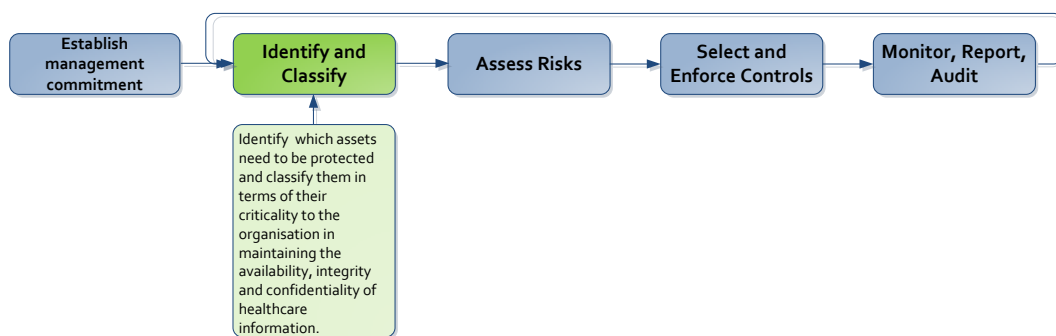 Establish
management
commitment
Identify and
Classify
Assess Risks
Select and
Enforce Controls
Monitor, Report,
Audit
Identify which assets
need to be protected
and classify them in
terms of their
criticality to the
organisation in
maintaining the
availability, integrity
and confidentiality of
healthcare
information.